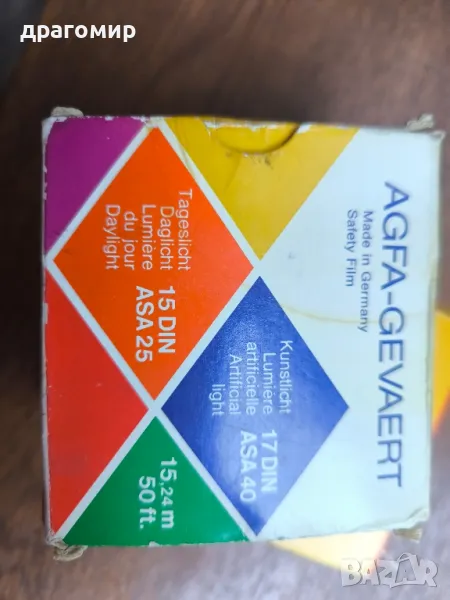 драгомир
AGFA-GEVAERT
Made in Germany
Safety Film
Tageslicht
Daglicht
Lumière
du jour
Daylight
15 DIN
ASA 25
Kunstlicht
Lumière
artificielle
Artificial
light
17 DIN
ASA 40
15,24 m
50 ft.
BAZAR